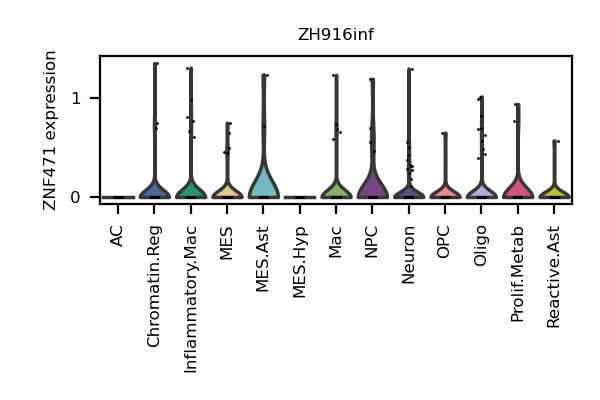 ZH916inf
ZNF471 expression
1
0
AC
Chromatin.Reg
Inflammatory.Mac
MES
MES.Ast
MES.Hyp
Mac
NPC
Neuron
OPC
Oligo
Prolif.Metab
Reactive.Ast